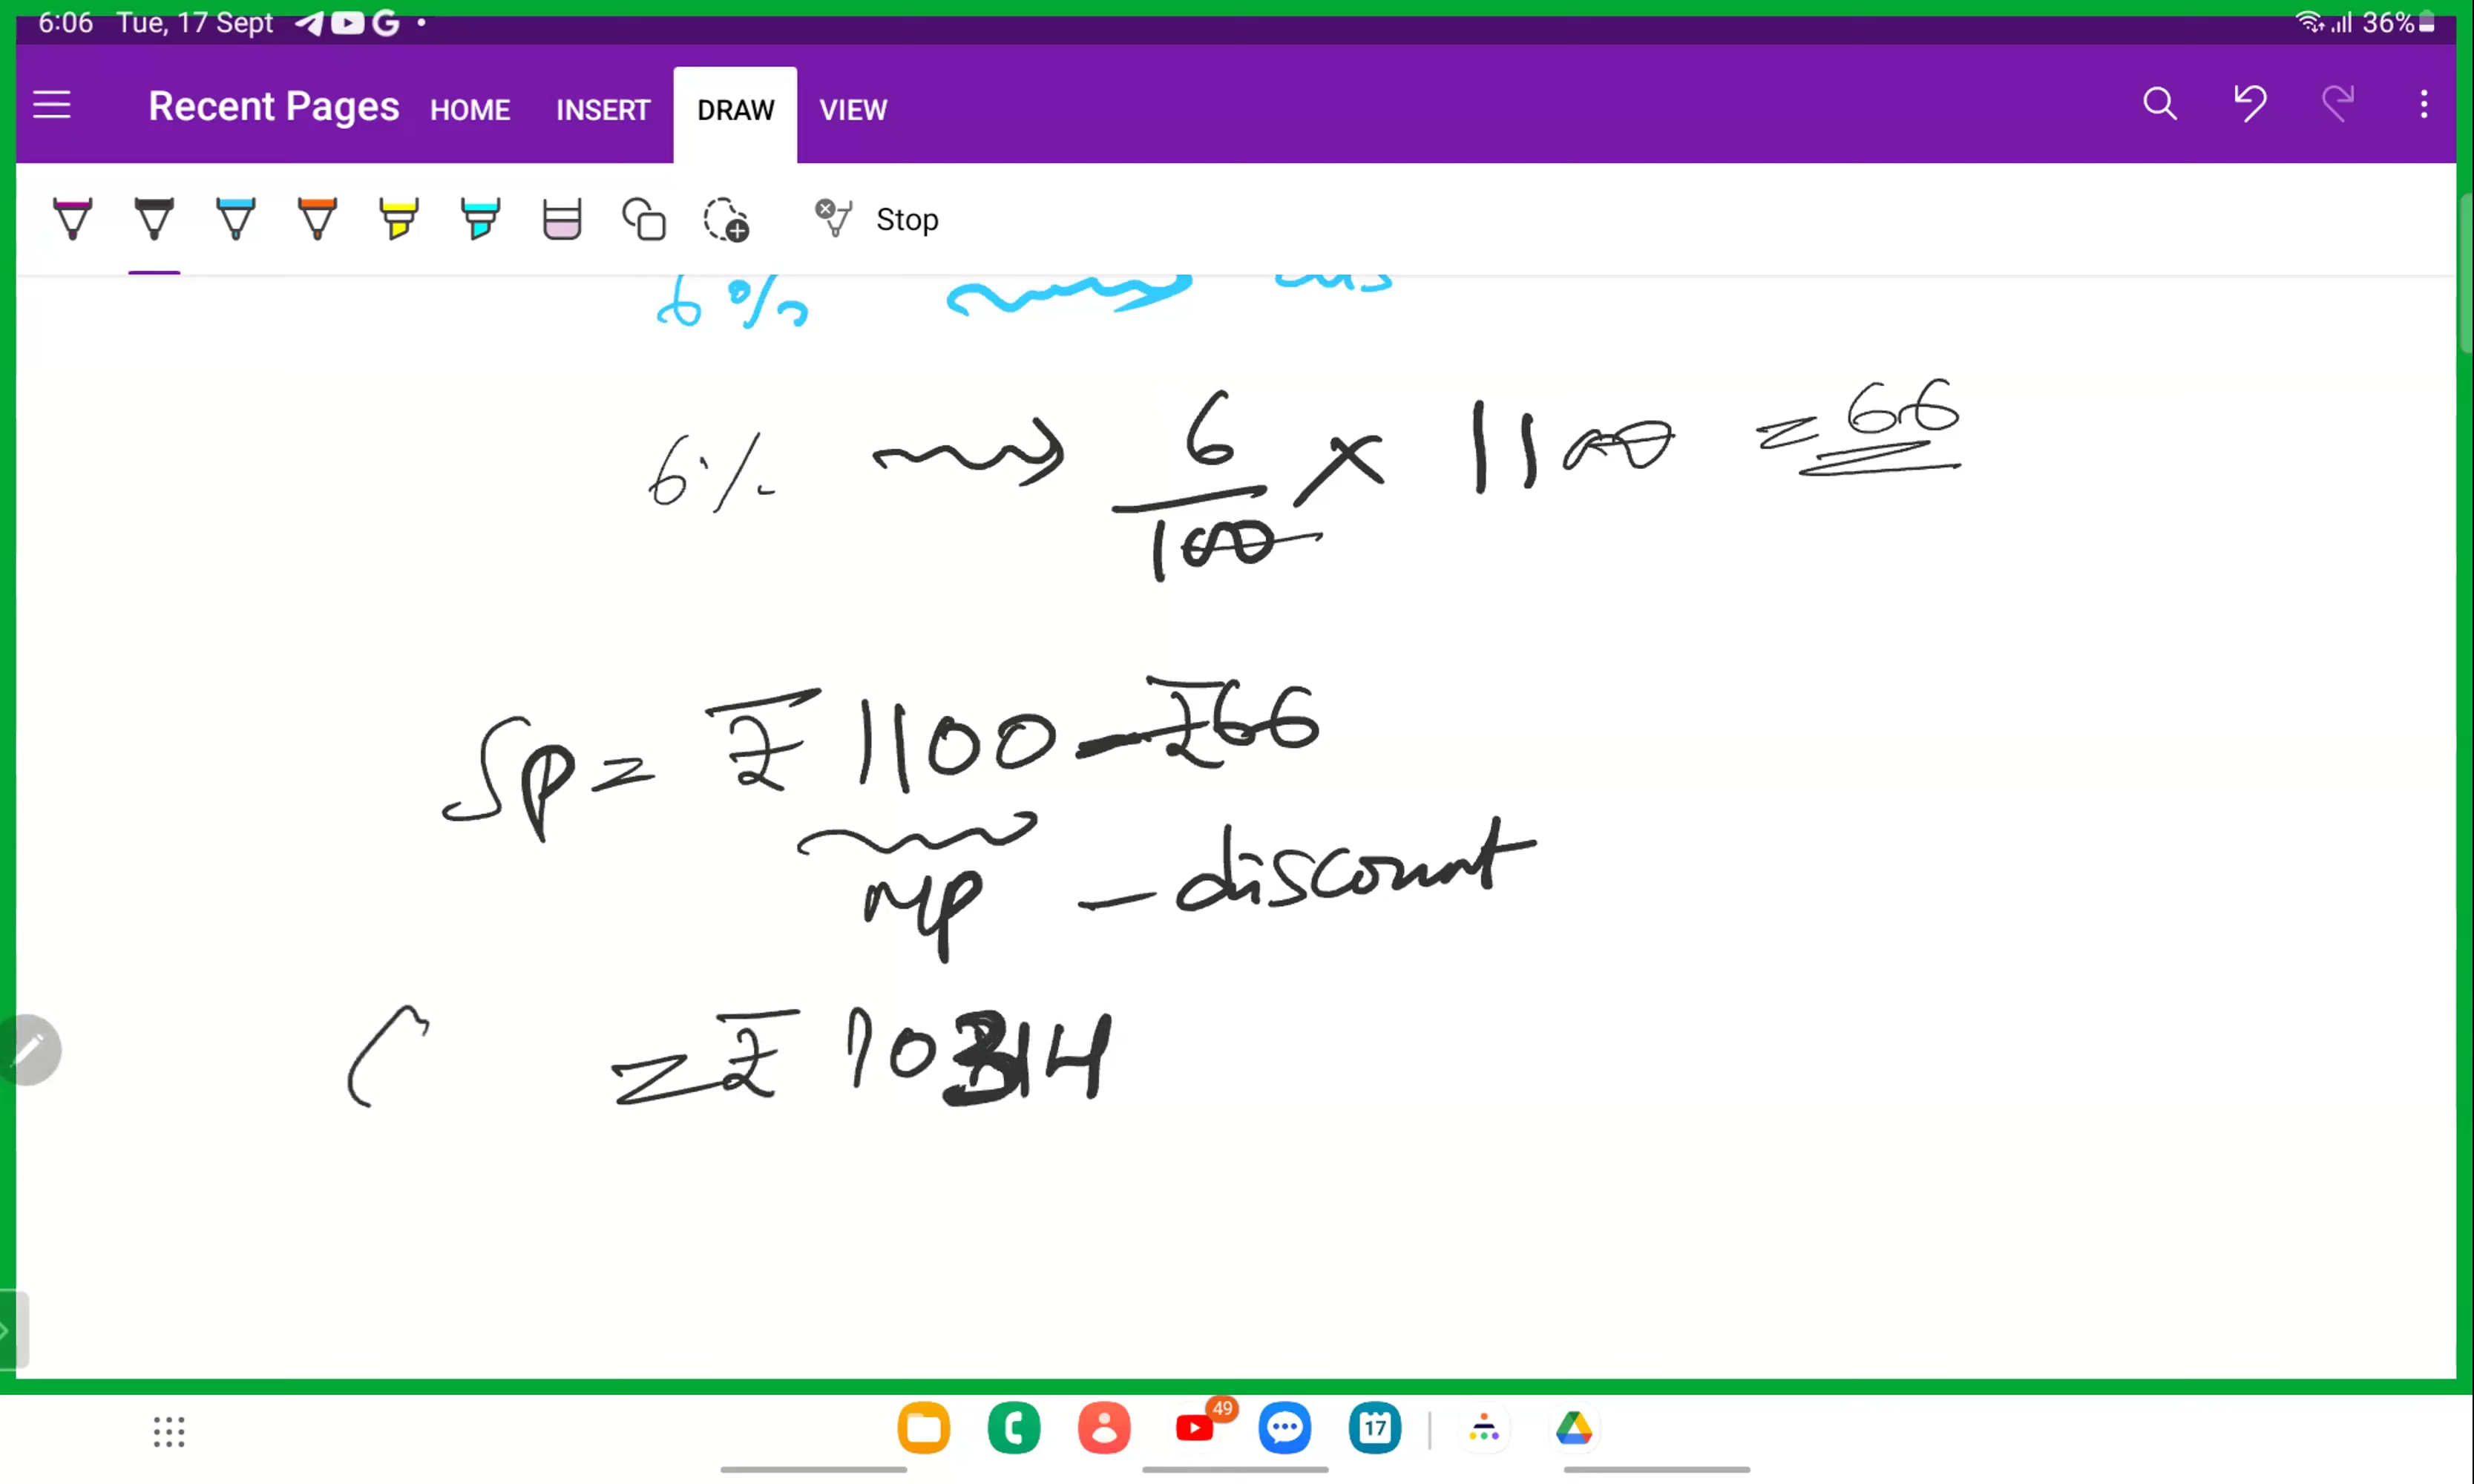 6:06 Tue, 17 Sept 36%
Recent Pages HOME INSERT DRAW VIEW
Stop
6%
6% 6/100 × 1100 = 66
SP = ₹ 1100 - ₹66
MP - discount
= ₹
49
17